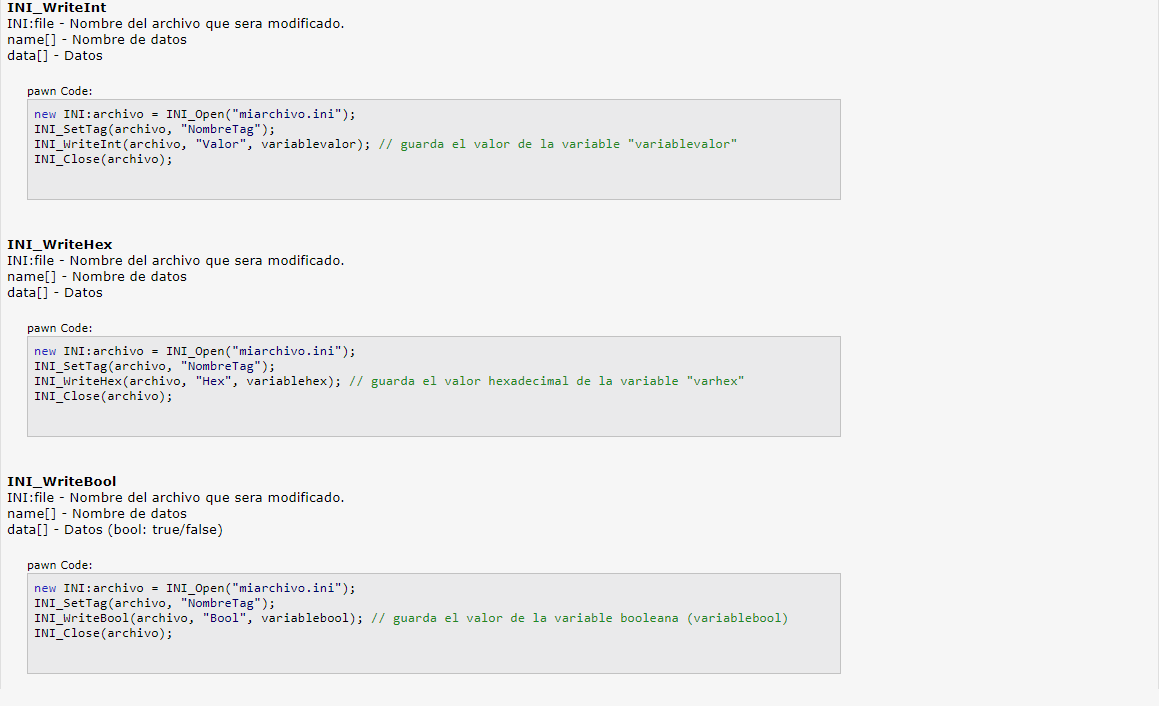 INI_WriteInt
INI:file - Nombre del archivo que sera modificado.
name[] - Nombre de datos
data[] - Datos
pawn Code:
new INI:archivo = INI_Open("miarchivo.ini");
INI_SetTag(archivo, "NombreTag");
INI_WriteInt(archivo, "Valor", variablevalor); // guarda el valor de la variable "variablevalor"
INI_Close(archivo);
INI_WriteHex
INI:file - Nombre del archivo que sera modificado.
name[] - Nombre de datos
data[] - Datos
pawn Code:
new INI:archivo = INI_Open("miarchivo.ini");
INI_SetTag(archivo, "NombreTag");
INI_WriteHex(archivo, "Hex", variablehex); // guarda el valor hexadecimal de la variable "varhex"
INI_Close(archivo);
INI_WriteBool
INI:file - Nombre del archivo que sera modificado.
name[] - Nombre de datos
data[] - Datos (bool: true/false)
pawn Code:
new INI:archivo = INI_Open("miarchivo.ini");
INI_SetTag(archivo, "NombreTag");
INI_WriteBool(archivo, "Bool", variablebool); // guarda el valor de la variable booleana (variablebool)
INI_Close(archivo);